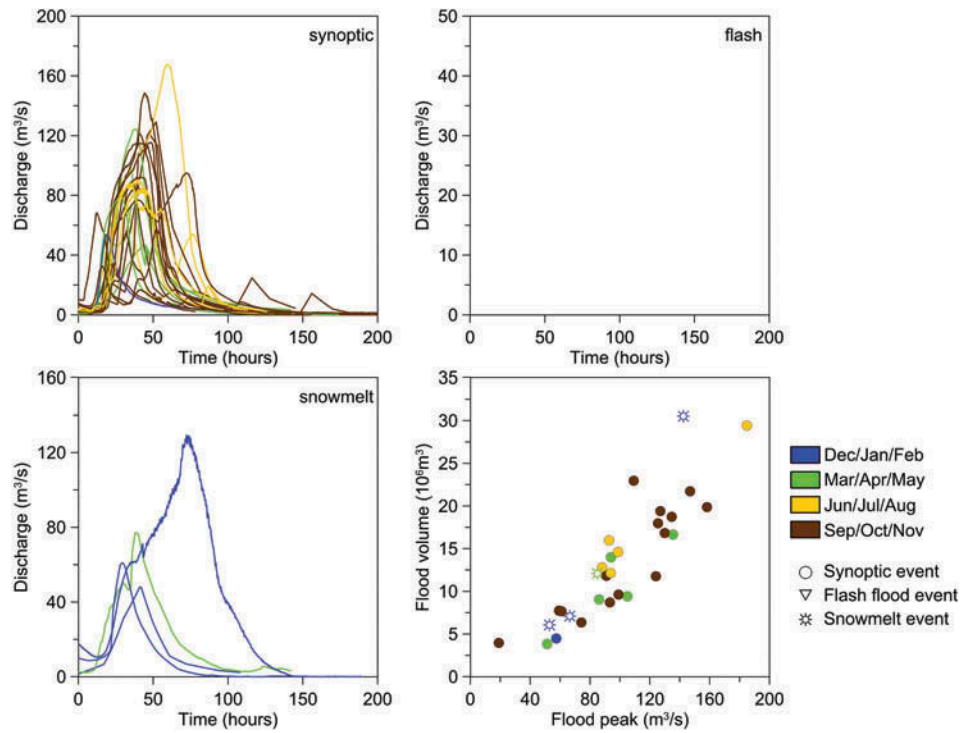 synoptic
Discharge (m³/s)
200
160
120
80
40
0
0 50 100 150 200
Time (hours)
flash
Discharge (m³/s)
50
40
30
20
10
0
0 50 100 150 200
Time (hours)
snowmelt
Discharge (m³/s)
160
120
80
40
0
0 50 100 150 200
Time (hours)
Flood volume (10⁶m³)
35
30
25
20
15
10
5
0
0 40 80 120 160 200
Flood peak (m³/s)
Dec/Jan/Feb
Mar/Apr/May
Jun/Jul/Aug
Sep/Oct/Nov
Synoptic event
Flash flood event
Snowmelt event